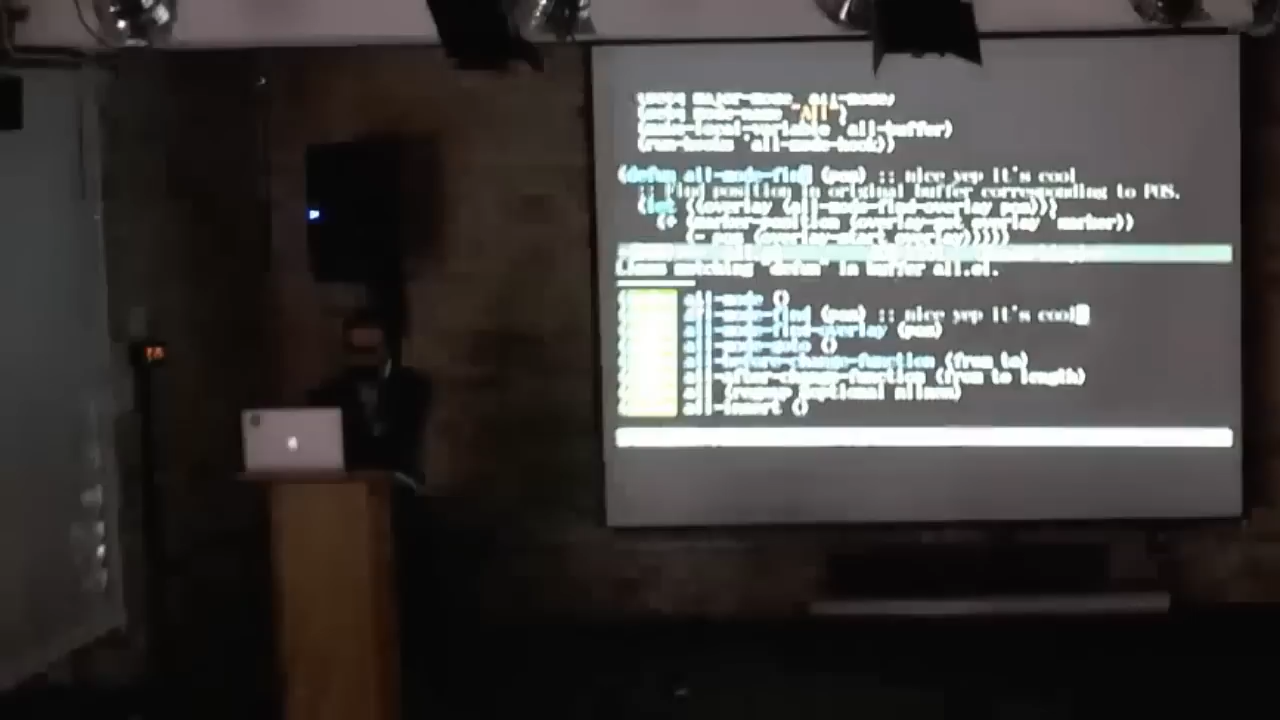 major-mode 'all-mode)
mode-name "All")
(make-local-variable 'all-buffer)
(run-hooks 'all-mode-hook))
(defun all-mode-find (pos) ;; nice yep it's cool
;; Find position in original buffer corresponding to POS.
(let ((overlay (all-mode-find-overlay pos)))
(+ (marker-position (overlay-get overlay 'marker))
(- pos (overlay-start overlay)))))
Lines matching "defun" in buffer all.el.
all-mode ()
all-mode-find (pos) ;; nice yep it's cool
all-mode-find-overlay (pos)
all-mode-goto ()
all-before-change-function (from to)
all-after-change-function (from to length)
all (regexp &optional nlines)
all-insert ()